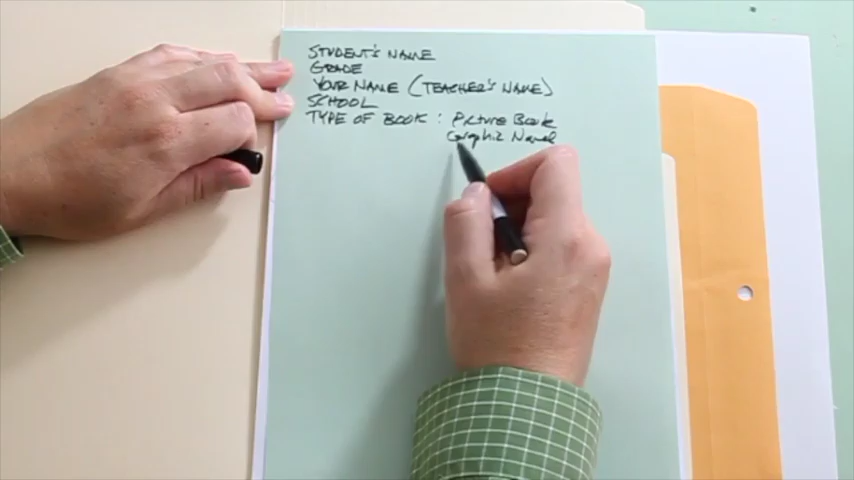 STUDENT'S NAME
GRADE
YOUR NAME (TEACHER'S NAME)
SCHOOL
TYPE OF BOOK : PICTURE BOOK
Graphic Novel